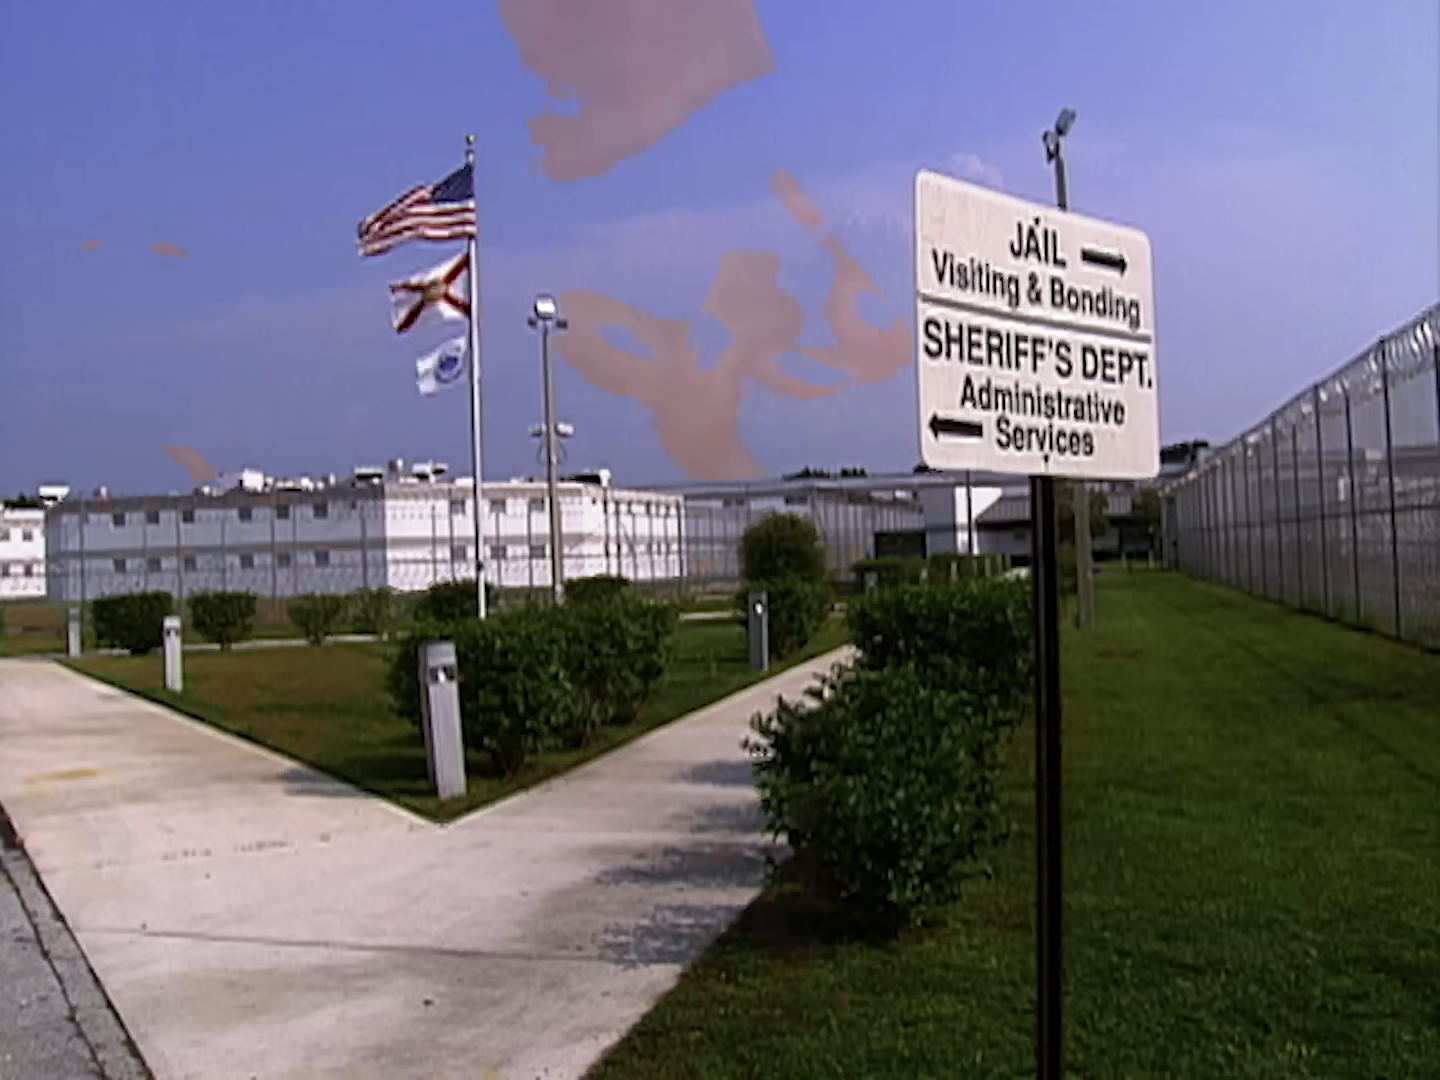 JAIL
Visiting & Bonding
SHERIFF'S DEPT.
Administrative
Services